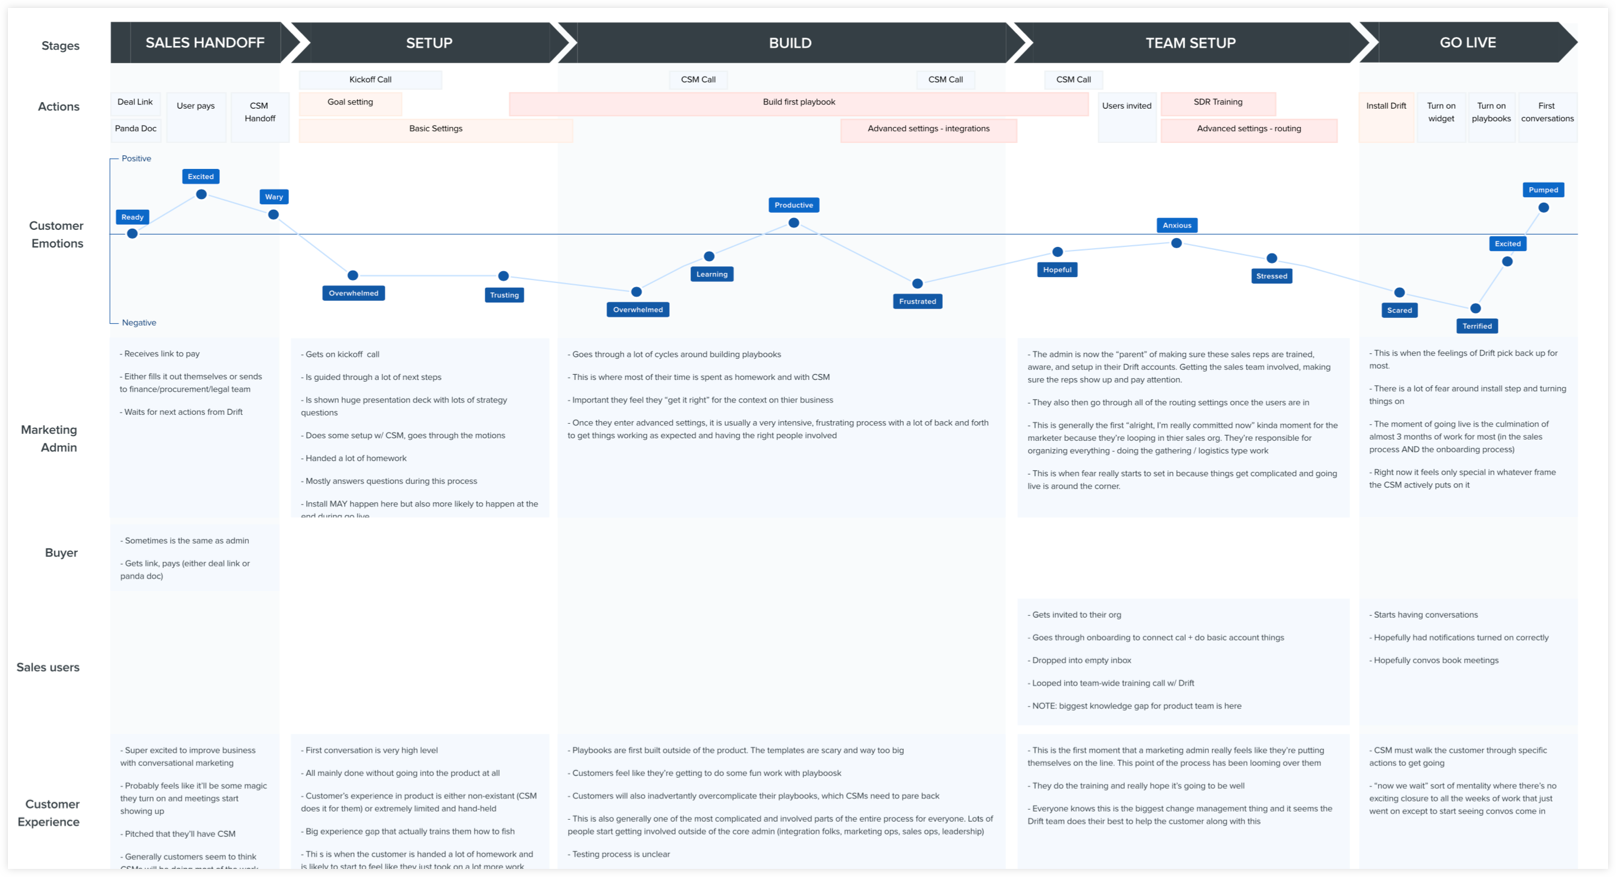 Stages
SALES HANDOFF
SETUP
BUILD
TEAM SETUP
GO LIVE
Actions
Kickoff Call
CSM Call
CSM Call
CSM Call
Deal Link
Panda Doc
User pays
CSM
Handoff
Goal setting
Basic Settings
Build first playbook
Advanced settings - integrations
Users invited
SDR Training
Advanced settings - routing
Install Drift
Turn on
widget
Turn on
playbooks
First
conversations
Customer
Emotions
Positive
Negative
Ready
Excited
Wary
Overwhelmed
Trusting
Overwhelmed
Learning
Productive
Frustrated
Hopeful
Anxious
Stressed
Scared
Terrified
Excited
Pumped
Marketing
Admin
- Receives link to pay
- Either fills it out themselves or sends
to finance/procurement/legal team
- Waits for next actions from Drift
- Gets on kickoff call
- Is guided through a lot of next steps
- Is shown huge presentation deck with lots of strategy
questions
- Does some setup w/ CSM, goes through the motions
- Handed a lot of homework
- Mostly answers questions during this process
- Install MAY happen here but also more likely to happen at the
end during go live
- Goes through a lot of cycles around building playbooks
- This is where most of their time is spent as homework and with CSM
- Important they feel they “get it right” for the context on thier business
- Once they enter advanced settings, it is usually a very intensive, frustrating process with a lot of back and forth
to get things working as expected and having the right people involved
- The admin is now the “parent” of making sure these sales reps are trained,
aware, and setup in their Drift accounts. Getting the sales team involved, making
sure the reps show up and pay attention.
- They also then go through all of the routing settings once the users are in
- This is generally the first “alright, I’m really committed now” kinda moment for the
marketer because they’re looping in thier sales org. They’re responsible for
organizing everything - doing the gathering / logistics type work
- This is when fear really starts to set in because things get complicated and going
live is around the corner.
- This is when the feelings of Drift pick back up for
most.
- There is a lot of fear around install step and turning
things on
- The moment of going live is the culmination of
almost 3 months of work for most (in the sales
process AND the onboarding process)
- Right now it feels only special in whatever frame
the CSM actively puts on it
Buyer
- Sometimes is the same as admin
- Gets link, pays (either deal link or
panda doc)
Sales users
- Gets invited to their org
- Goes through onboarding to connect cal + do basic account things
- Dropped into empty inbox
- Looped into team-wide training call w/ Drift
- NOTE: biggest knowledge gap for product team is here
- Starts having conversations
- Hopefully had notifications turned on correctly
- Hopefully convos book meetings
Customer
Experience
- Super excited to improve business
with conversational marketing
- Probably feels like it’ll be some magic
they turn on and meetings start
showing up
- Pitched that they’ll have CSM
- Generally customers seem to think
CSMs will be doing most of the work
- First conversation is very high level
- All mainly done without going into the product at all
- Customer’s experience in product is either non-existant (CSM
does it for them) or extremely limited and hand-held
- Big experience gap that actually trains them how to fish
- Thi s is when the customer is handed a lot of homework and
is likely to start to feel like they just took on a lot more work
- Playbooks are first built outside of the product. The templates are scary and way too big
- Customers feel like they’re getting to do some fun work with playboosk
- Customers will also inadvertently overcomplicate their playbooks, which CSMs need to pare back
- This is also generally one of the most complicated and involved parts of the entire process for everyone. Lots of
people start getting involved outside of the core admin (integration folks, marketing ops, sales ops, leadership)
- Testing process is unclear
- This is the first moment that a marketing admin really feels like they’re putting
themselves on the line. This point of the process has been looming over them
- They do the training and really hope it’s going to be well
- Everyone knows this is the biggest change management thing and it seems the
Drift team does their best to help the customer along with this
- CSM must walk the customer through specific
actions to get going
- “now we wait” sort of mentality where there’s no
exciting closure to all the weeks of work that just
went on except to start seeing convos come in